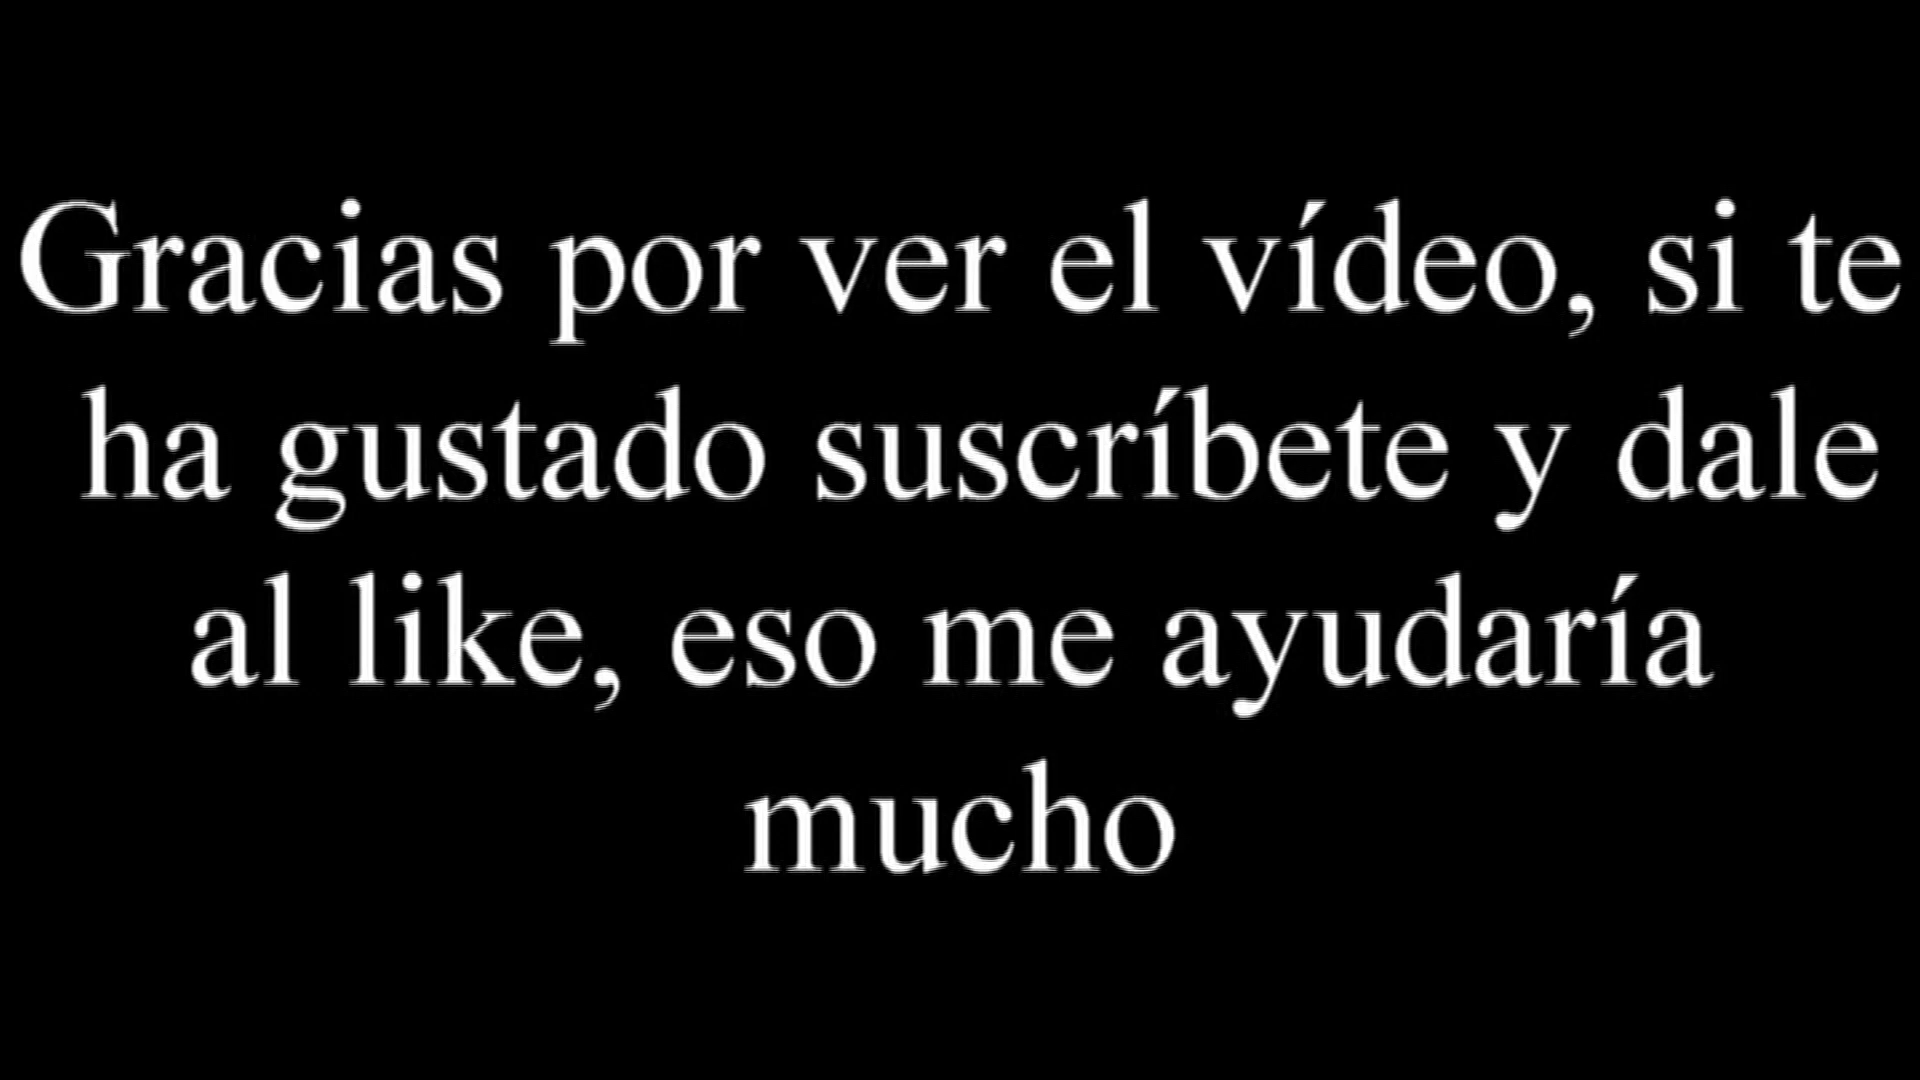 Gracias por ver el vídeo, si te
ha gustado suscríbete y dale
al like, eso me ayudaría
mucho